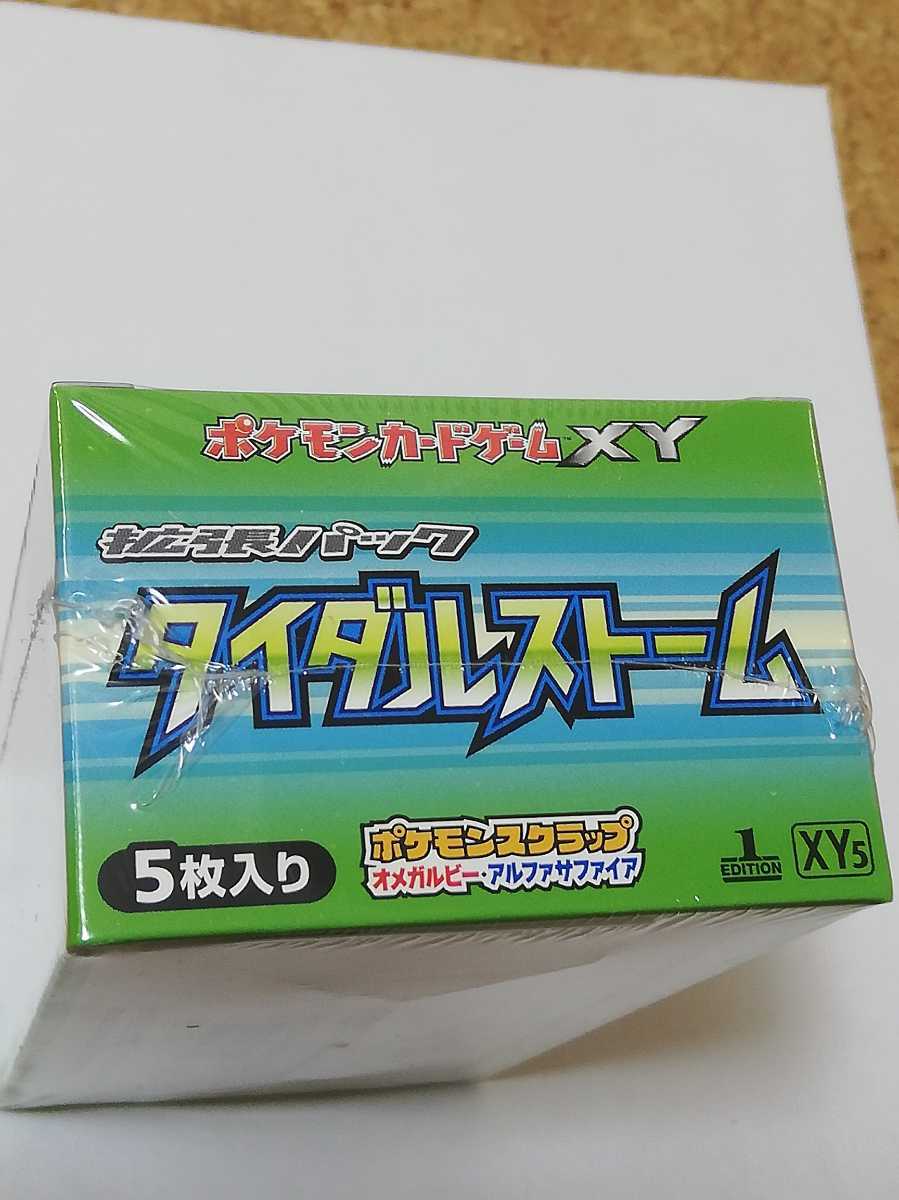 ポケモンカードゲーム™XY
拡張パック
タイダルストーム
5枚入り
ポケモンスクラップ
オメガルビー・アルファサファイア
1 EDITION
XY5